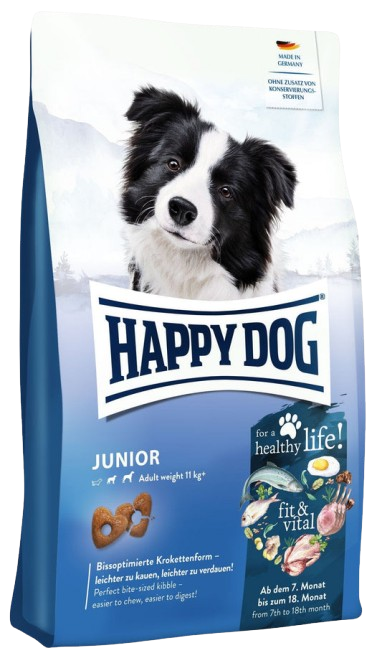 MADE IN
GERMANY
OHNE ZUSATZ VON
KONSERVIERUNGS-
STOFFEN
HAPPY DOG®
JUNIOR
Adult weight 11 kg+
for a
healthy life!
fit &
vital
Bissoptimierte Krokettenform –
leichter zu kauen, leichter zu verdauen!
Perfect bite-sized kibble –
easier to chew, easier to digest!
Ab dem 7. Monat
bis zum 18. Monat
from 7th to 18th month